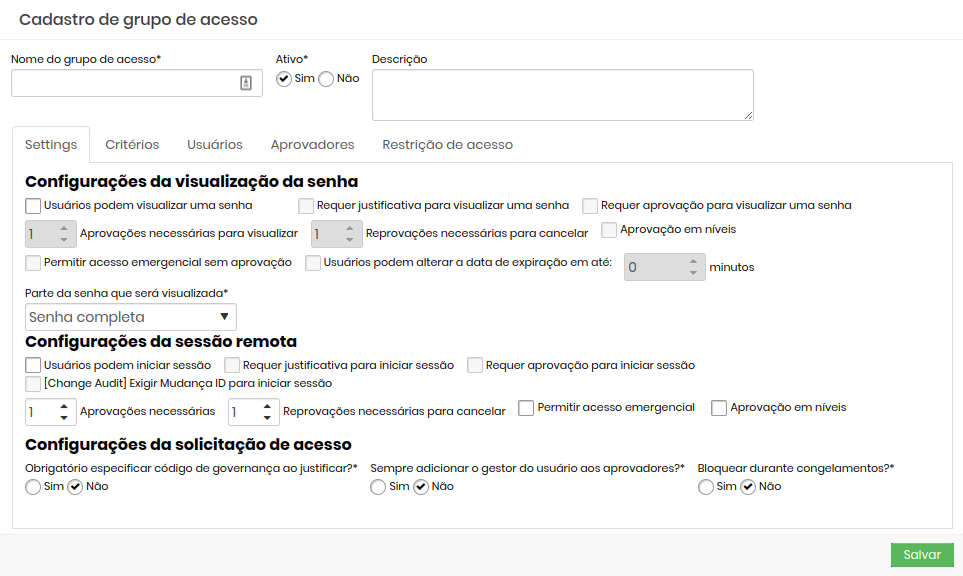 Cadastro de grupo de acesso
Nome do grupo de acesso* Ativo* Descrição
Sim Não
Settings Critérios Usuários Aprovadores Restrição de acesso
Configurações da visualização da senha
Usuários podem visualizar uma senha Requer justificativa para visualizar uma senha Requer aprovação para visualizar uma senha
1 Aprovações necessárias para visualizar 1 Reprovações necessárias para cancelar Aprovação em níveis
Permitir acesso emergencial sem aprovação Usuários podem alterar a data de expiração em até: 0 minutos
Parte da senha que será visualizada*
Senha completa
Configurações da sessão remota
Usuários podem iniciar sessão Requer justificativa para iniciar sessão Requer aprovação para iniciar sessão
[Change Audit] Exigir Mudança ID para iniciar sessão
1 Aprovações necessárias 1 Reprovações necessárias para cancelar Permitir acesso emergencial Aprovação em níveis
Configurações da solicitação de acesso
Obrigatório especificar código de governança ao justificar?* Sempre adicionar o gestor do usuário aos aprovadores?* Bloquear durante congelamentos?*
Sim Não Sim Não Sim Não
Salvar